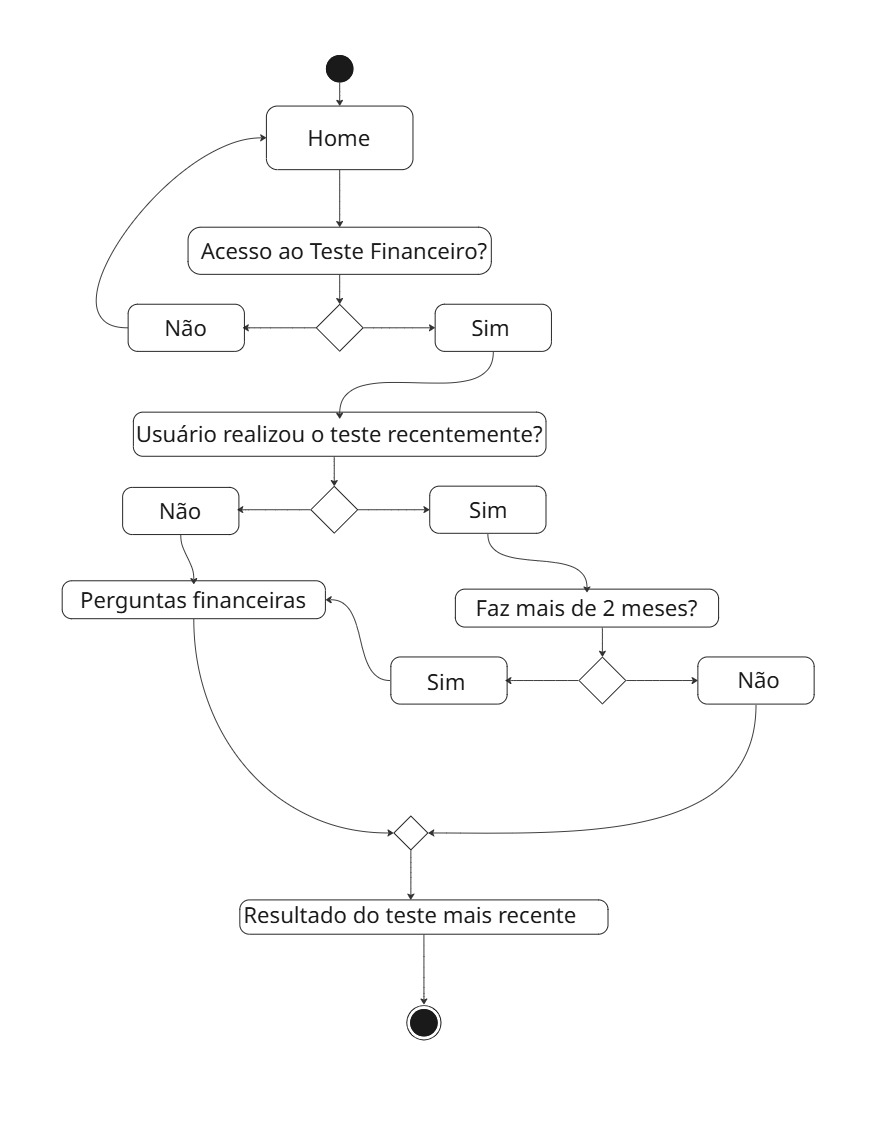 Home
Acesso ao Teste Financeiro?
Não
Sim
Usuário realizou o teste recentemente?
Não
Sim
Perguntas financeiras
Faz mais de 2 meses?
Sim
Não
Resultado do teste mais recente